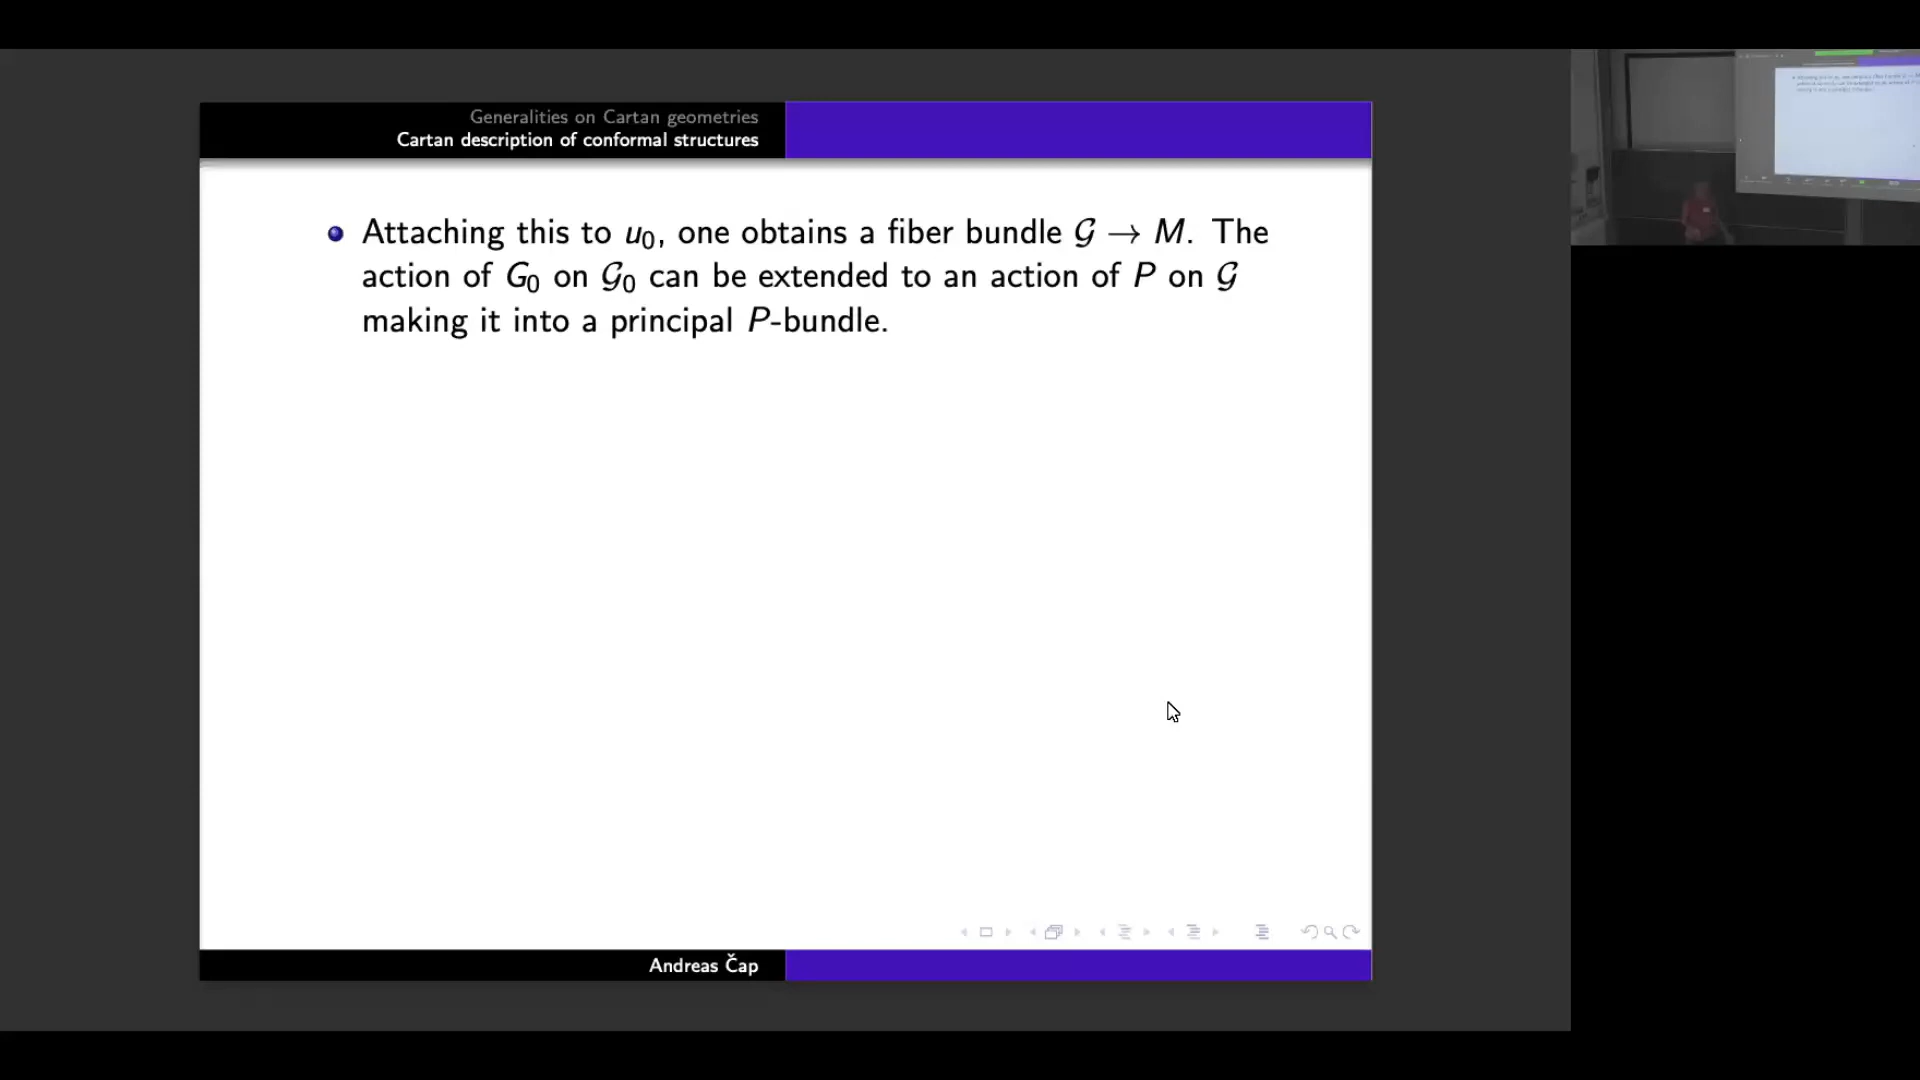 Generalities on Cartan geometries
Cartan description of conformal structures
Attaching this to u₀, one obtains a fiber bundle 𝒢 → M. The
action of G₀ on 𝒢₀ can be extended to an action of P on 𝒢
making it into a principal P-bundle.
Andreas Čap